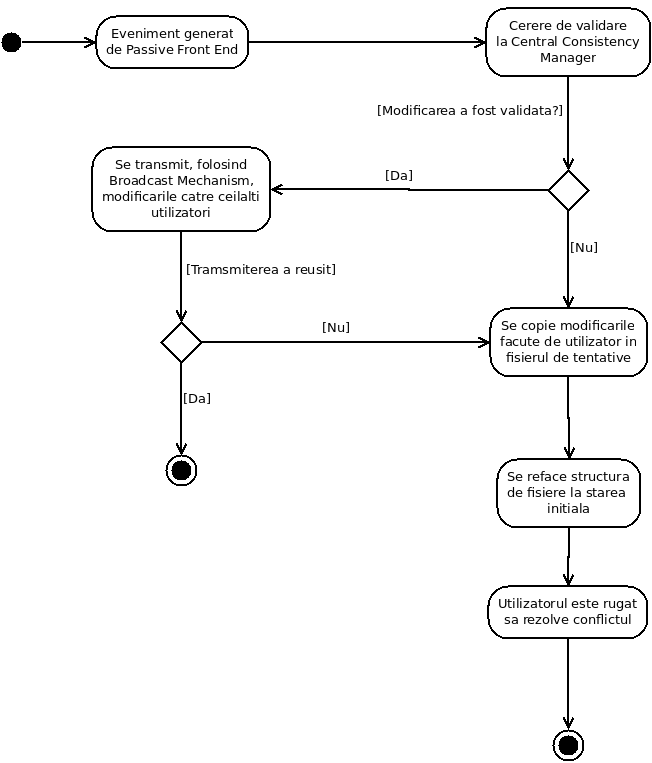 Eveniment generat
de Passive Front End
Cerere de validare
la Central Consistency
Manager
[Modificarea a fost validata?]
Se transmit, folosind
Broadcast Mechanism,
modificarile catre ceilalti
utilizatori
[Da]
[Nu]
[Tramsmiterea a reusit]
[Nu]
Se copie modificarile
facute de utilizator in
fisierul de tentative
[Da]
Se reface structura
de fisiere la starea
initiala
Utilizatorul este rugat
sa rezolve conflictul